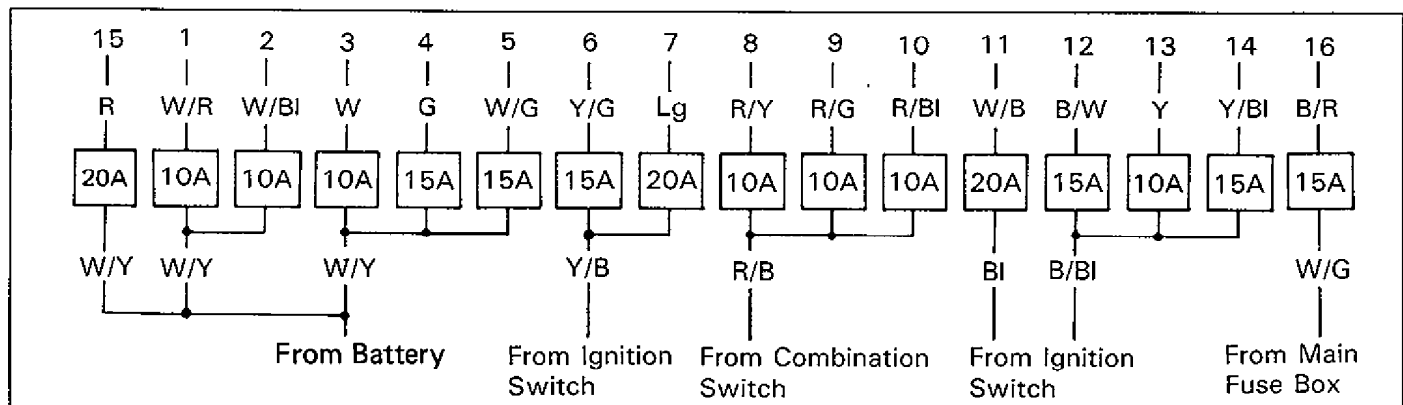 15 1 2 3 4 5 6 7 8 9 10 11 12 13 14 16
R W/R W/Bl W G W/G Y/G Lg R/Y R/G R/Bl W/B B/W Y Y/Bl B/R
20A 10A 10A 10A 15A 15A 15A 20A 10A 10A 10A 20A 15A 10A 15A 15A
W/Y W/Y W/Y Y/B R/B Bl B/Bl W/G
From Battery
From Ignition
Switch
From Combination
Switch
From Ignition
Switch
From Main
Fuse Box